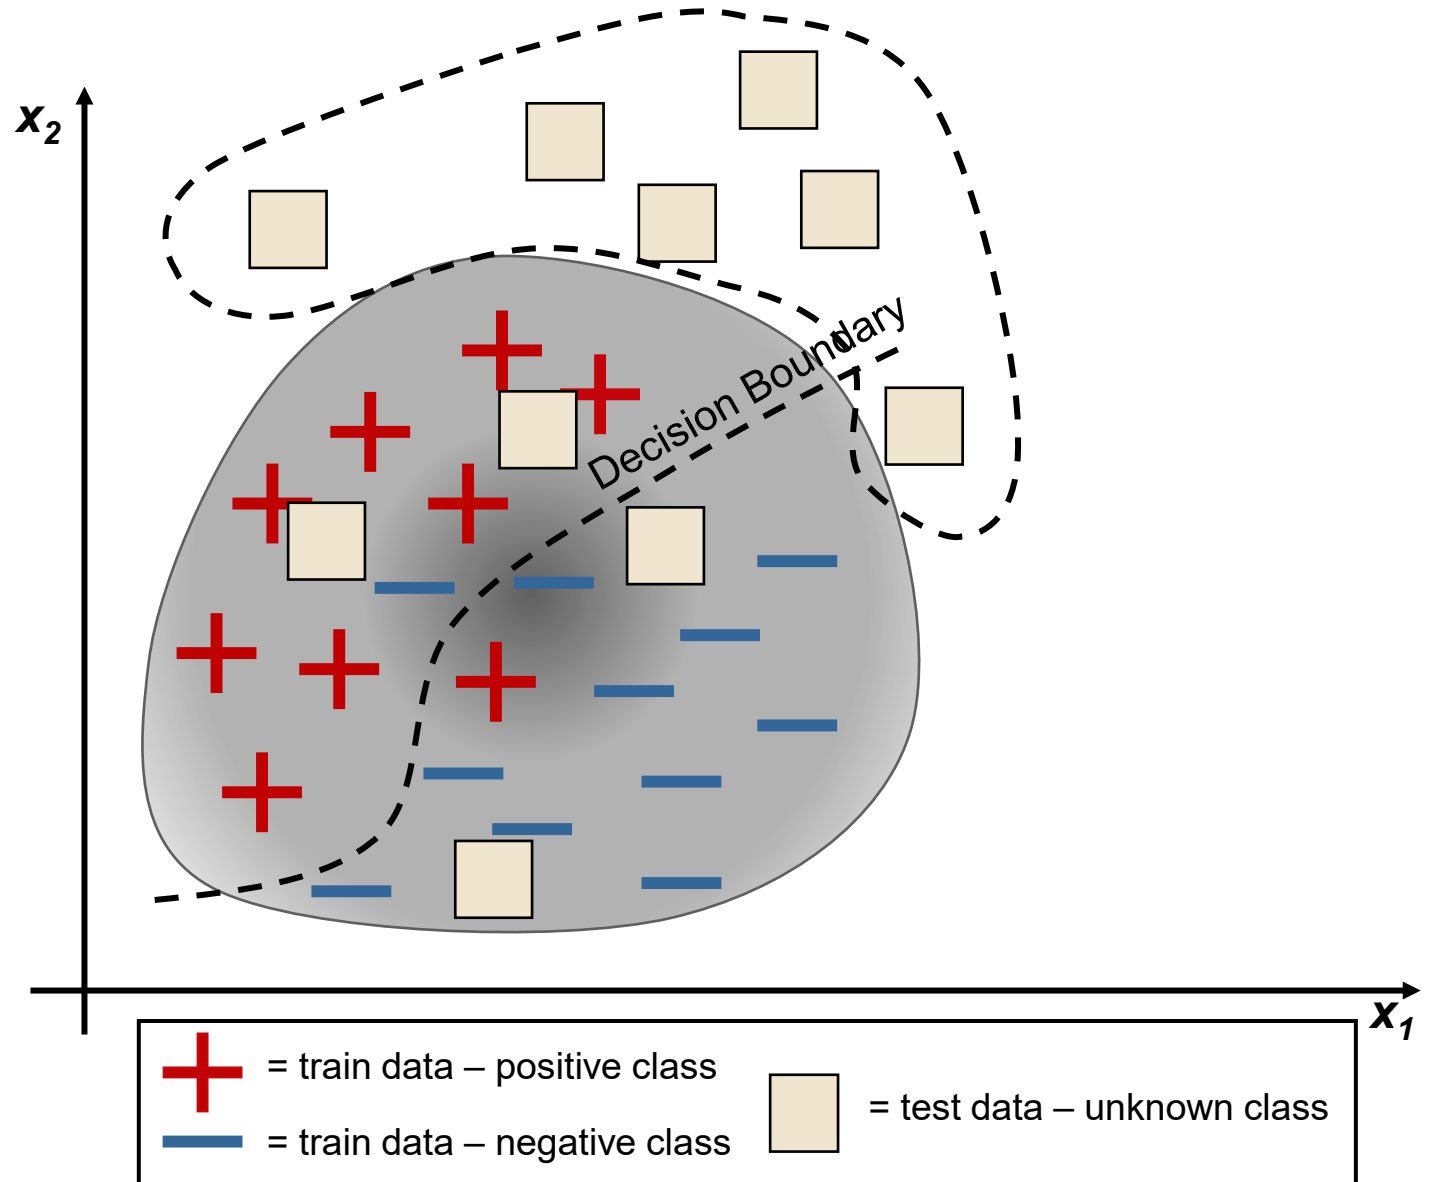 x2
Decision Boundary
x1
= train data – positive class
= train data – negative class
= test data – unknown class